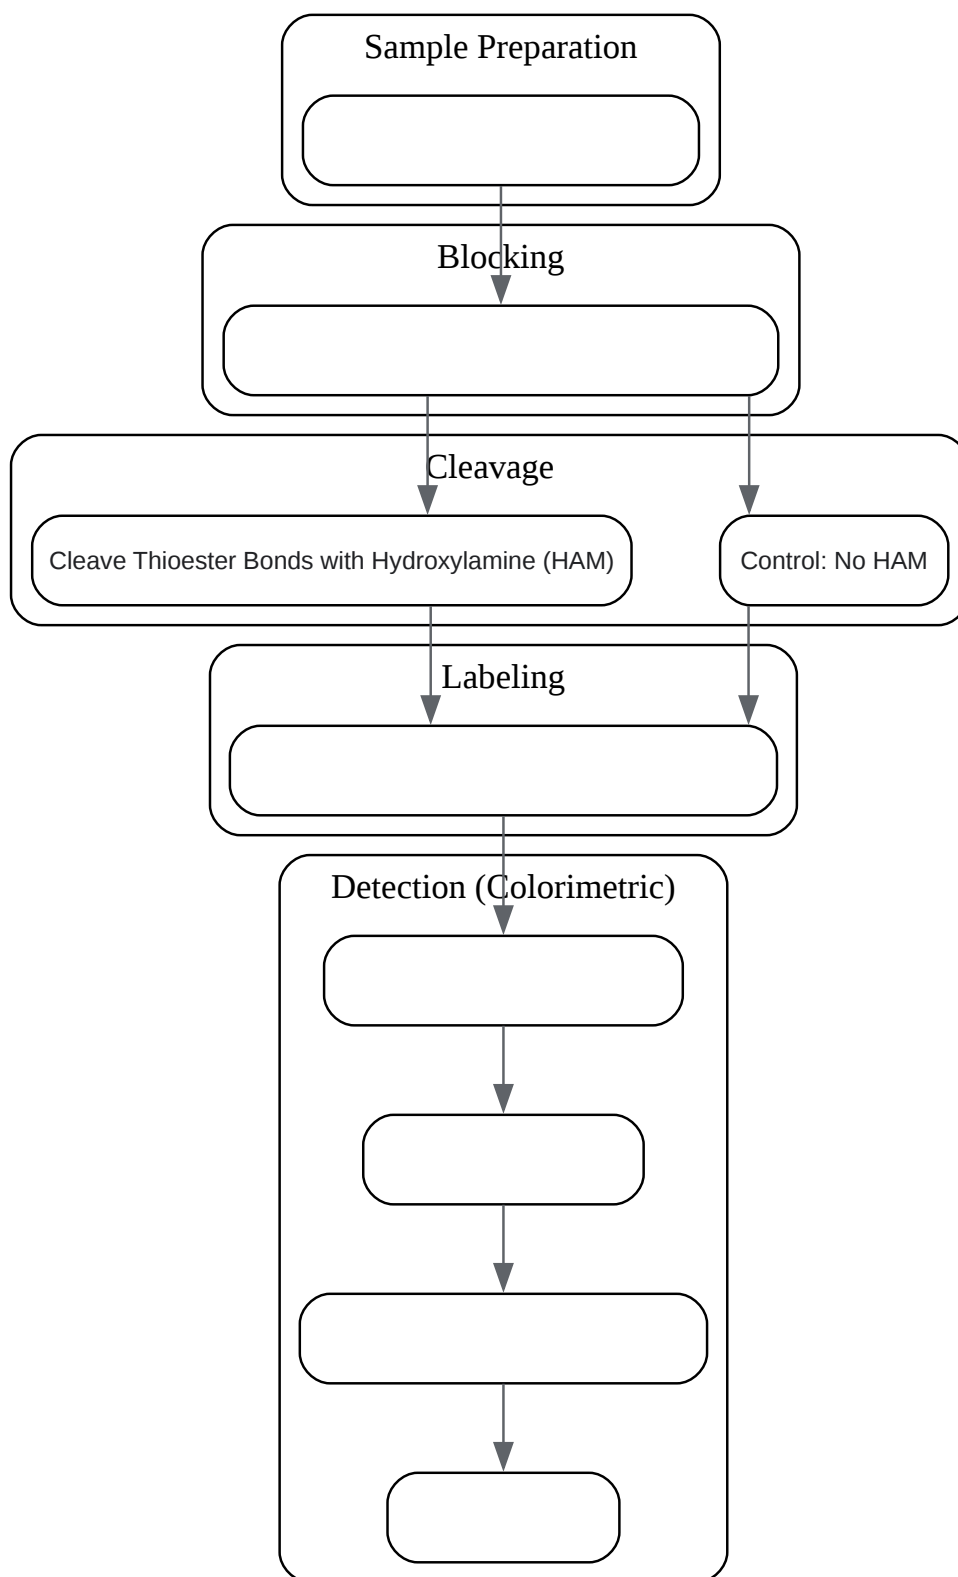 Sample Preparation
Blocking
Cleavage
Cleave Thioester Bonds with Hydroxylamine (HAM)
Control: No HAM
Labeling
Detection (Colorimetric)